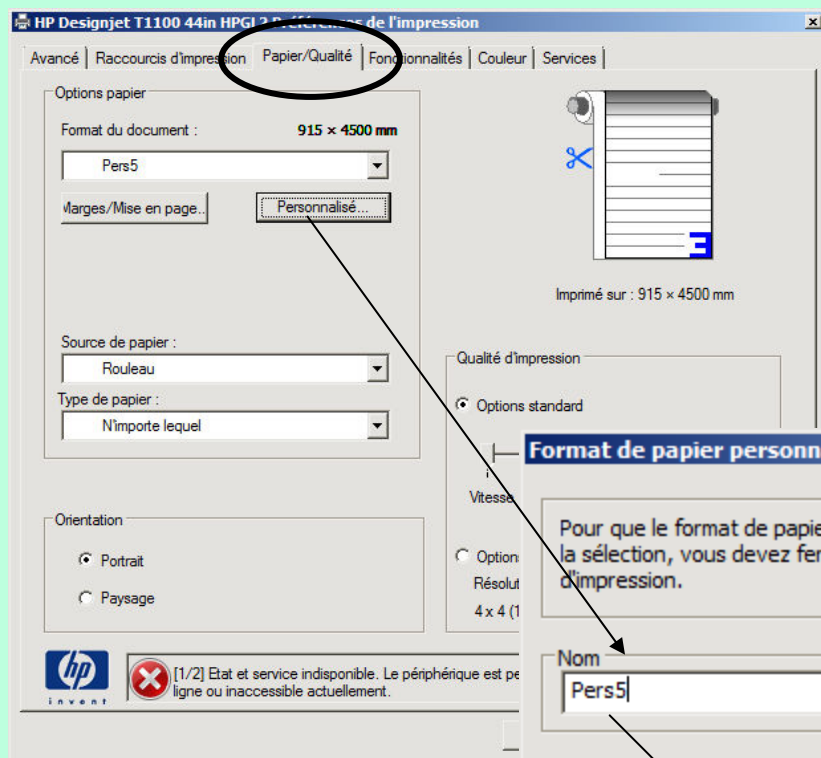 HP Designjet T1100 44in HPGL2 Préférences de l'impression
Avancé
Raccourcis d'impression
Papier/Qualité
Fonctionnalités
Couleur
Services
Options papier
Format du document : 915 × 4500 mm
Pers5
Marges/Mise en page..
Personnalisé...
Source de papier :
Rouleau
Type de papier :
N'importe lequel
Orientation
Portrait
Paysage
E
Imprimé sur : 915 × 4500 mm
Qualité d'impression
Options standard
Vitesse
Option
Résolut
4 x 4 (1
hp
invent
[1/2] Etat et service indisponible. Le périphérique est pe
ligne ou inaccessible actuellement.
Format de papier personn
Pour que le format de papie
la sélection, vous devez fer
d'impression.
Nom
Pers5